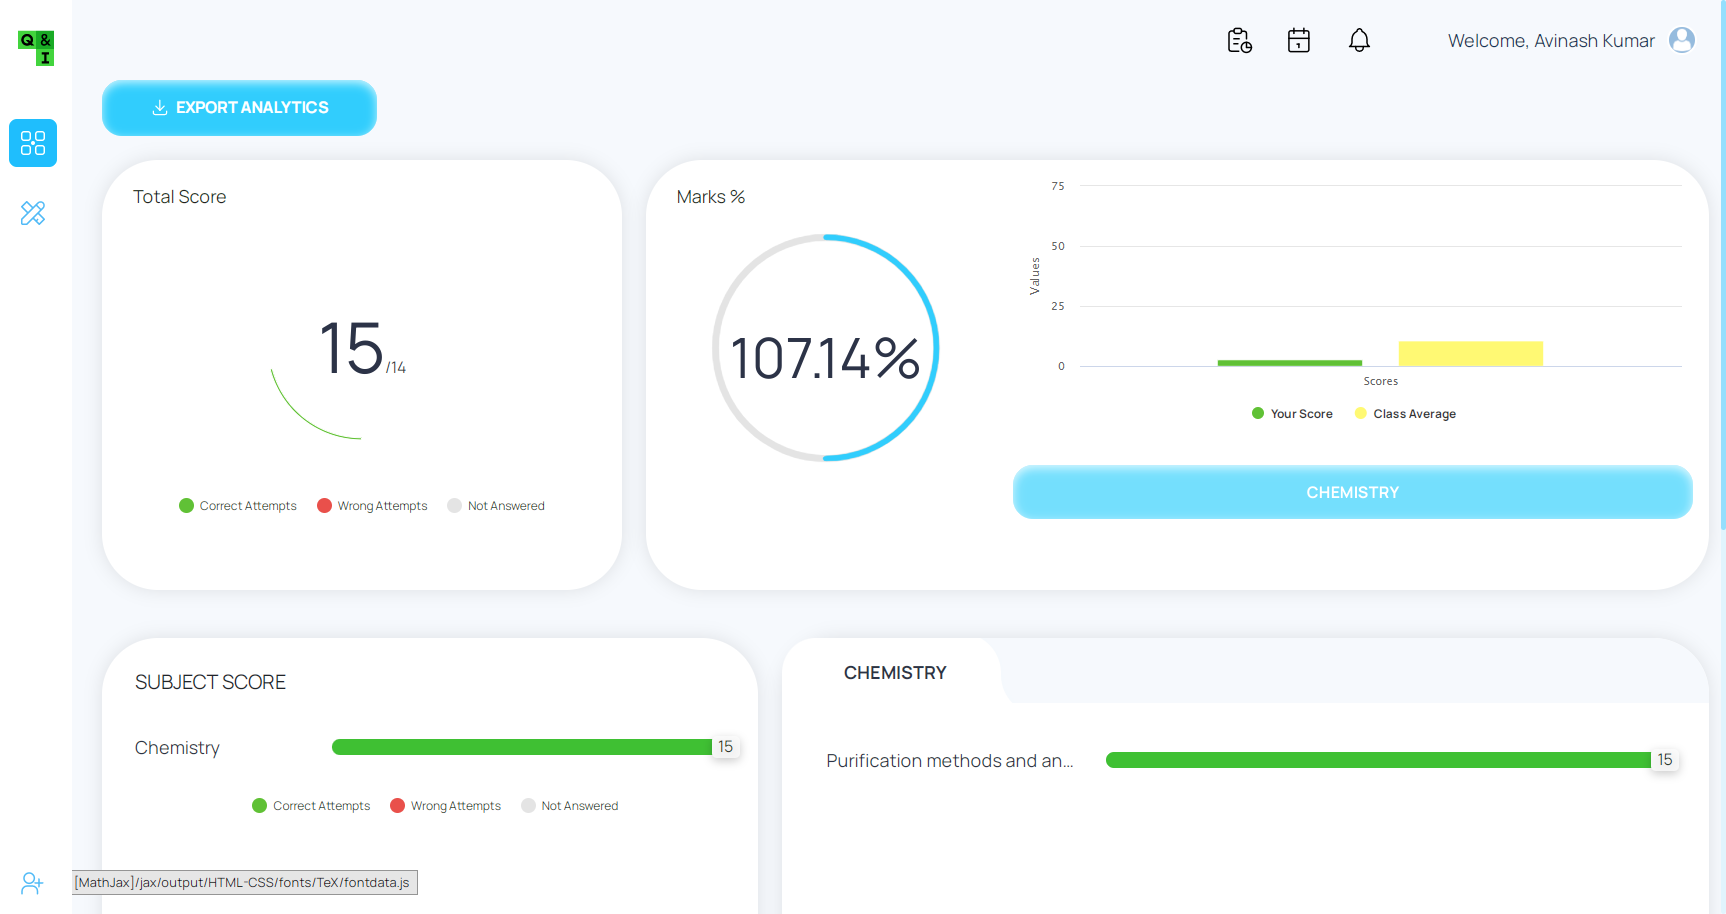 Q &
I
Welcome, Avinash Kumar
1
EXPORT ANALYTICS
Total Score
15/14
Correct Attempts
Wrong Attempts
Not Answered
Marks %
107.14%
75
50
25
0
Values
Scores
Your Score
Class Average
CHEMISTRY
SUBJECT SCORE
Chemistry
15
Correct Attempts
Wrong Attempts
Not Answered
CHEMISTRY
Purification methods and an...
15
[MathJax]/jax/output/HTML-CSS/fonts/TeX/fontdata.js